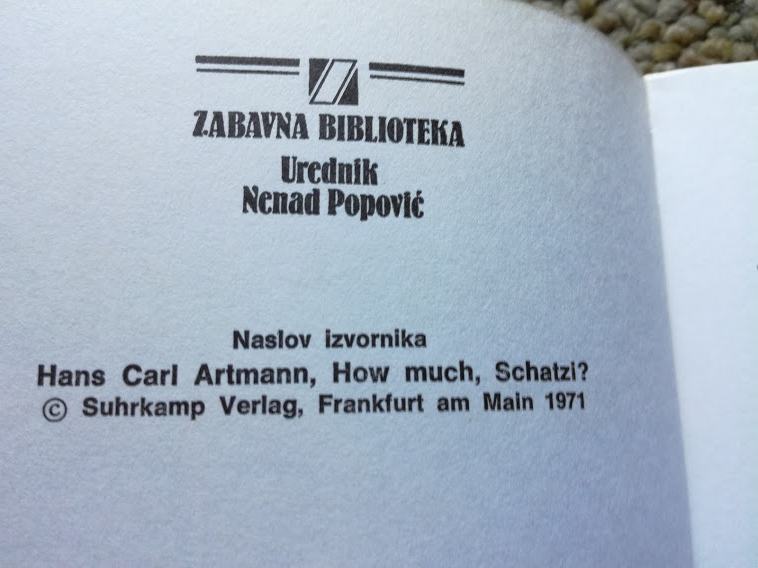 ZABAVNA BIBLIOTEKA
Urednik
Nenad Popović
Naslov izvornika
Hans Carl Artmann, How much, Schatzi?
© Suhrkamp Verlag, Frankfurt am Main 1971